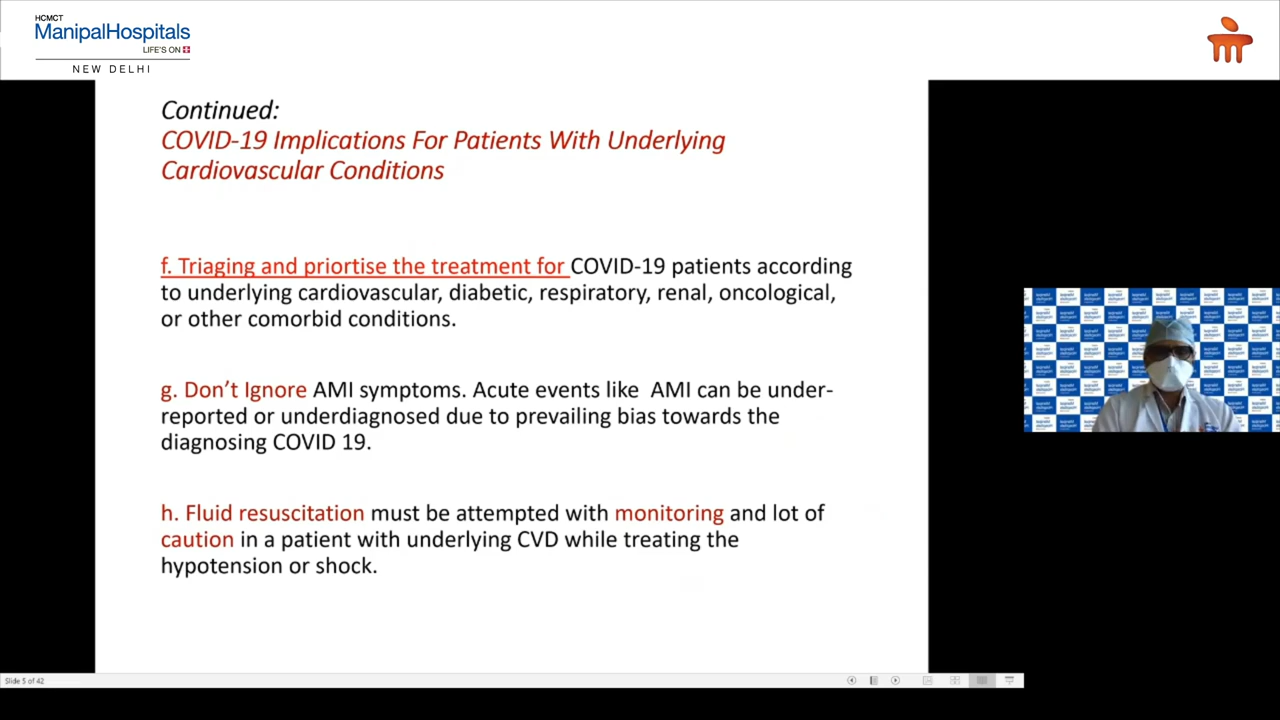 HCMCT
ManipalHospitals
LIFE'S ON
NEW DELHI
Continued:
COVID-19 Implications For Patients With Underlying
Cardiovascular Conditions
f. Triaging and priortise the treatment for COVID-19 patients according
to underlying cardiovascular, diabetic, respiratory, renal, oncological,
or other comorbid conditions.
g. Don’t Ignore AMI symptoms. Acute events like AMI can be under-
reported or underdiagnosed due to prevailing bias towards the
diagnosing COVID 19.
h. Fluid resuscitation must be attempted with monitoring and lot of
caution in a patient with underlying CVD while treating the
hypotension or shock.
Slide 5 of 42